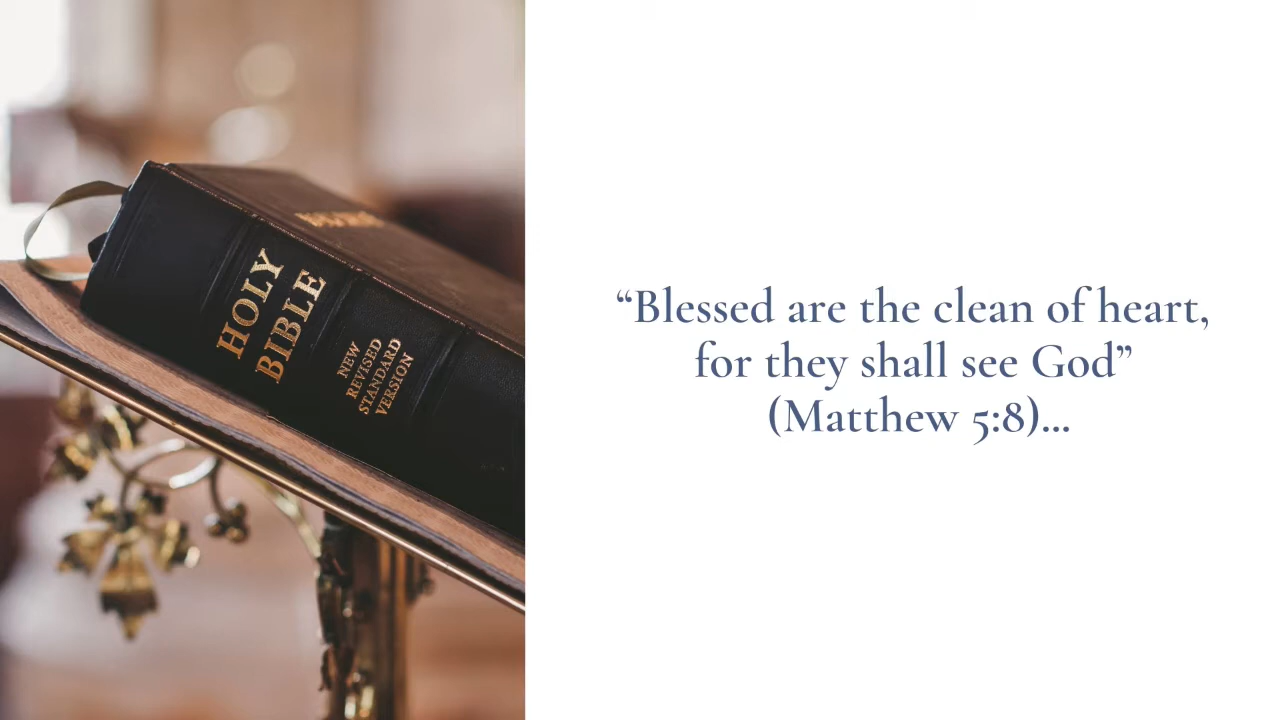 HOLY
BIBLE
NEW
REVISED
STANDARD
VERSION
“Blessed are the clean of heart,
for they shall see God”
(Matthew 5:8)...